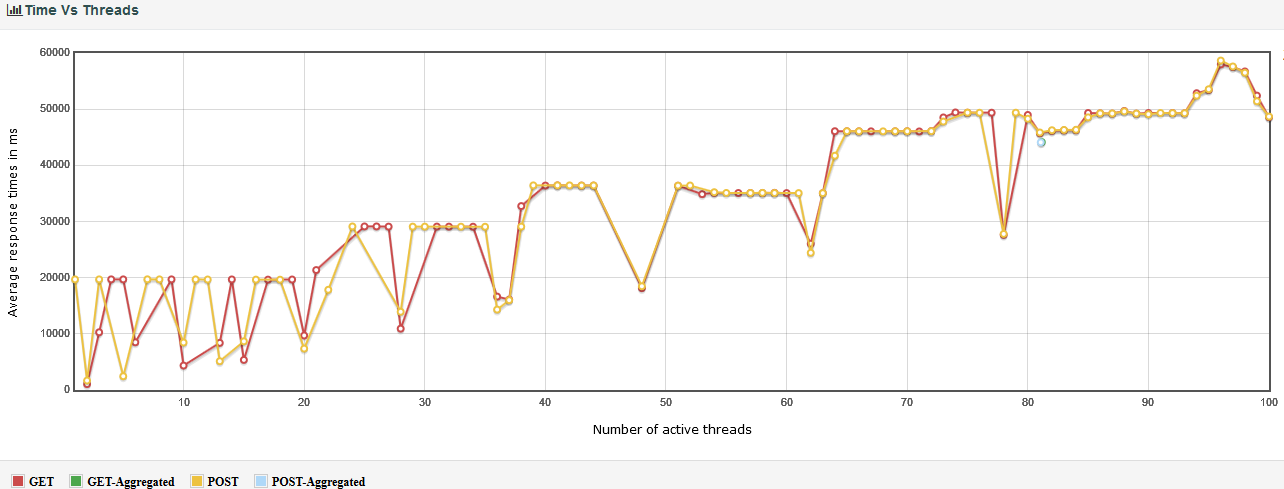 Time Vs Threads
60000
50000
40000
30000
20000
10000
0
Average response times in ms
10 20 30 40 50 60 70 80 90 100
Number of active threads
GET GET-Aggregated POST POST-Aggregated